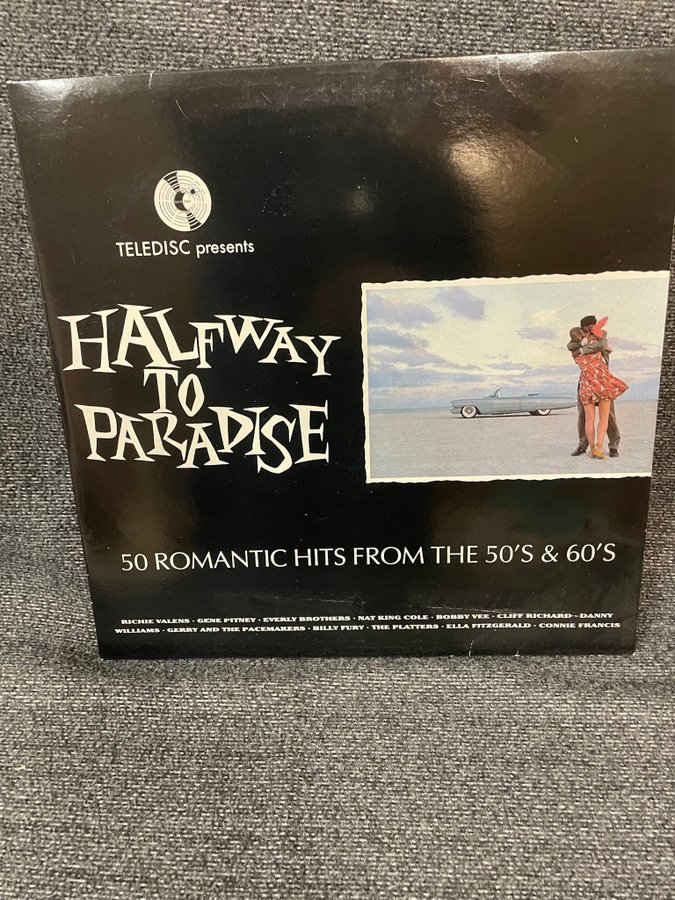 TELEDISC presents
HALFWAY
TO
PARADISE
50 ROMANTIC HITS FROM THE 50'S & 60'S
RICHIE VALENS · GENE PITNEY · EVERLY BROTHERS · NAT KING COLE · BOBBY VEE · CLIFF RICHARD · DANNY
WILLIAMS · GERRY AND THE PACEMAKERS · BILLY FURY · THE PLATTERS · ELLA FITZGERALD · CONNIE FRANCIS